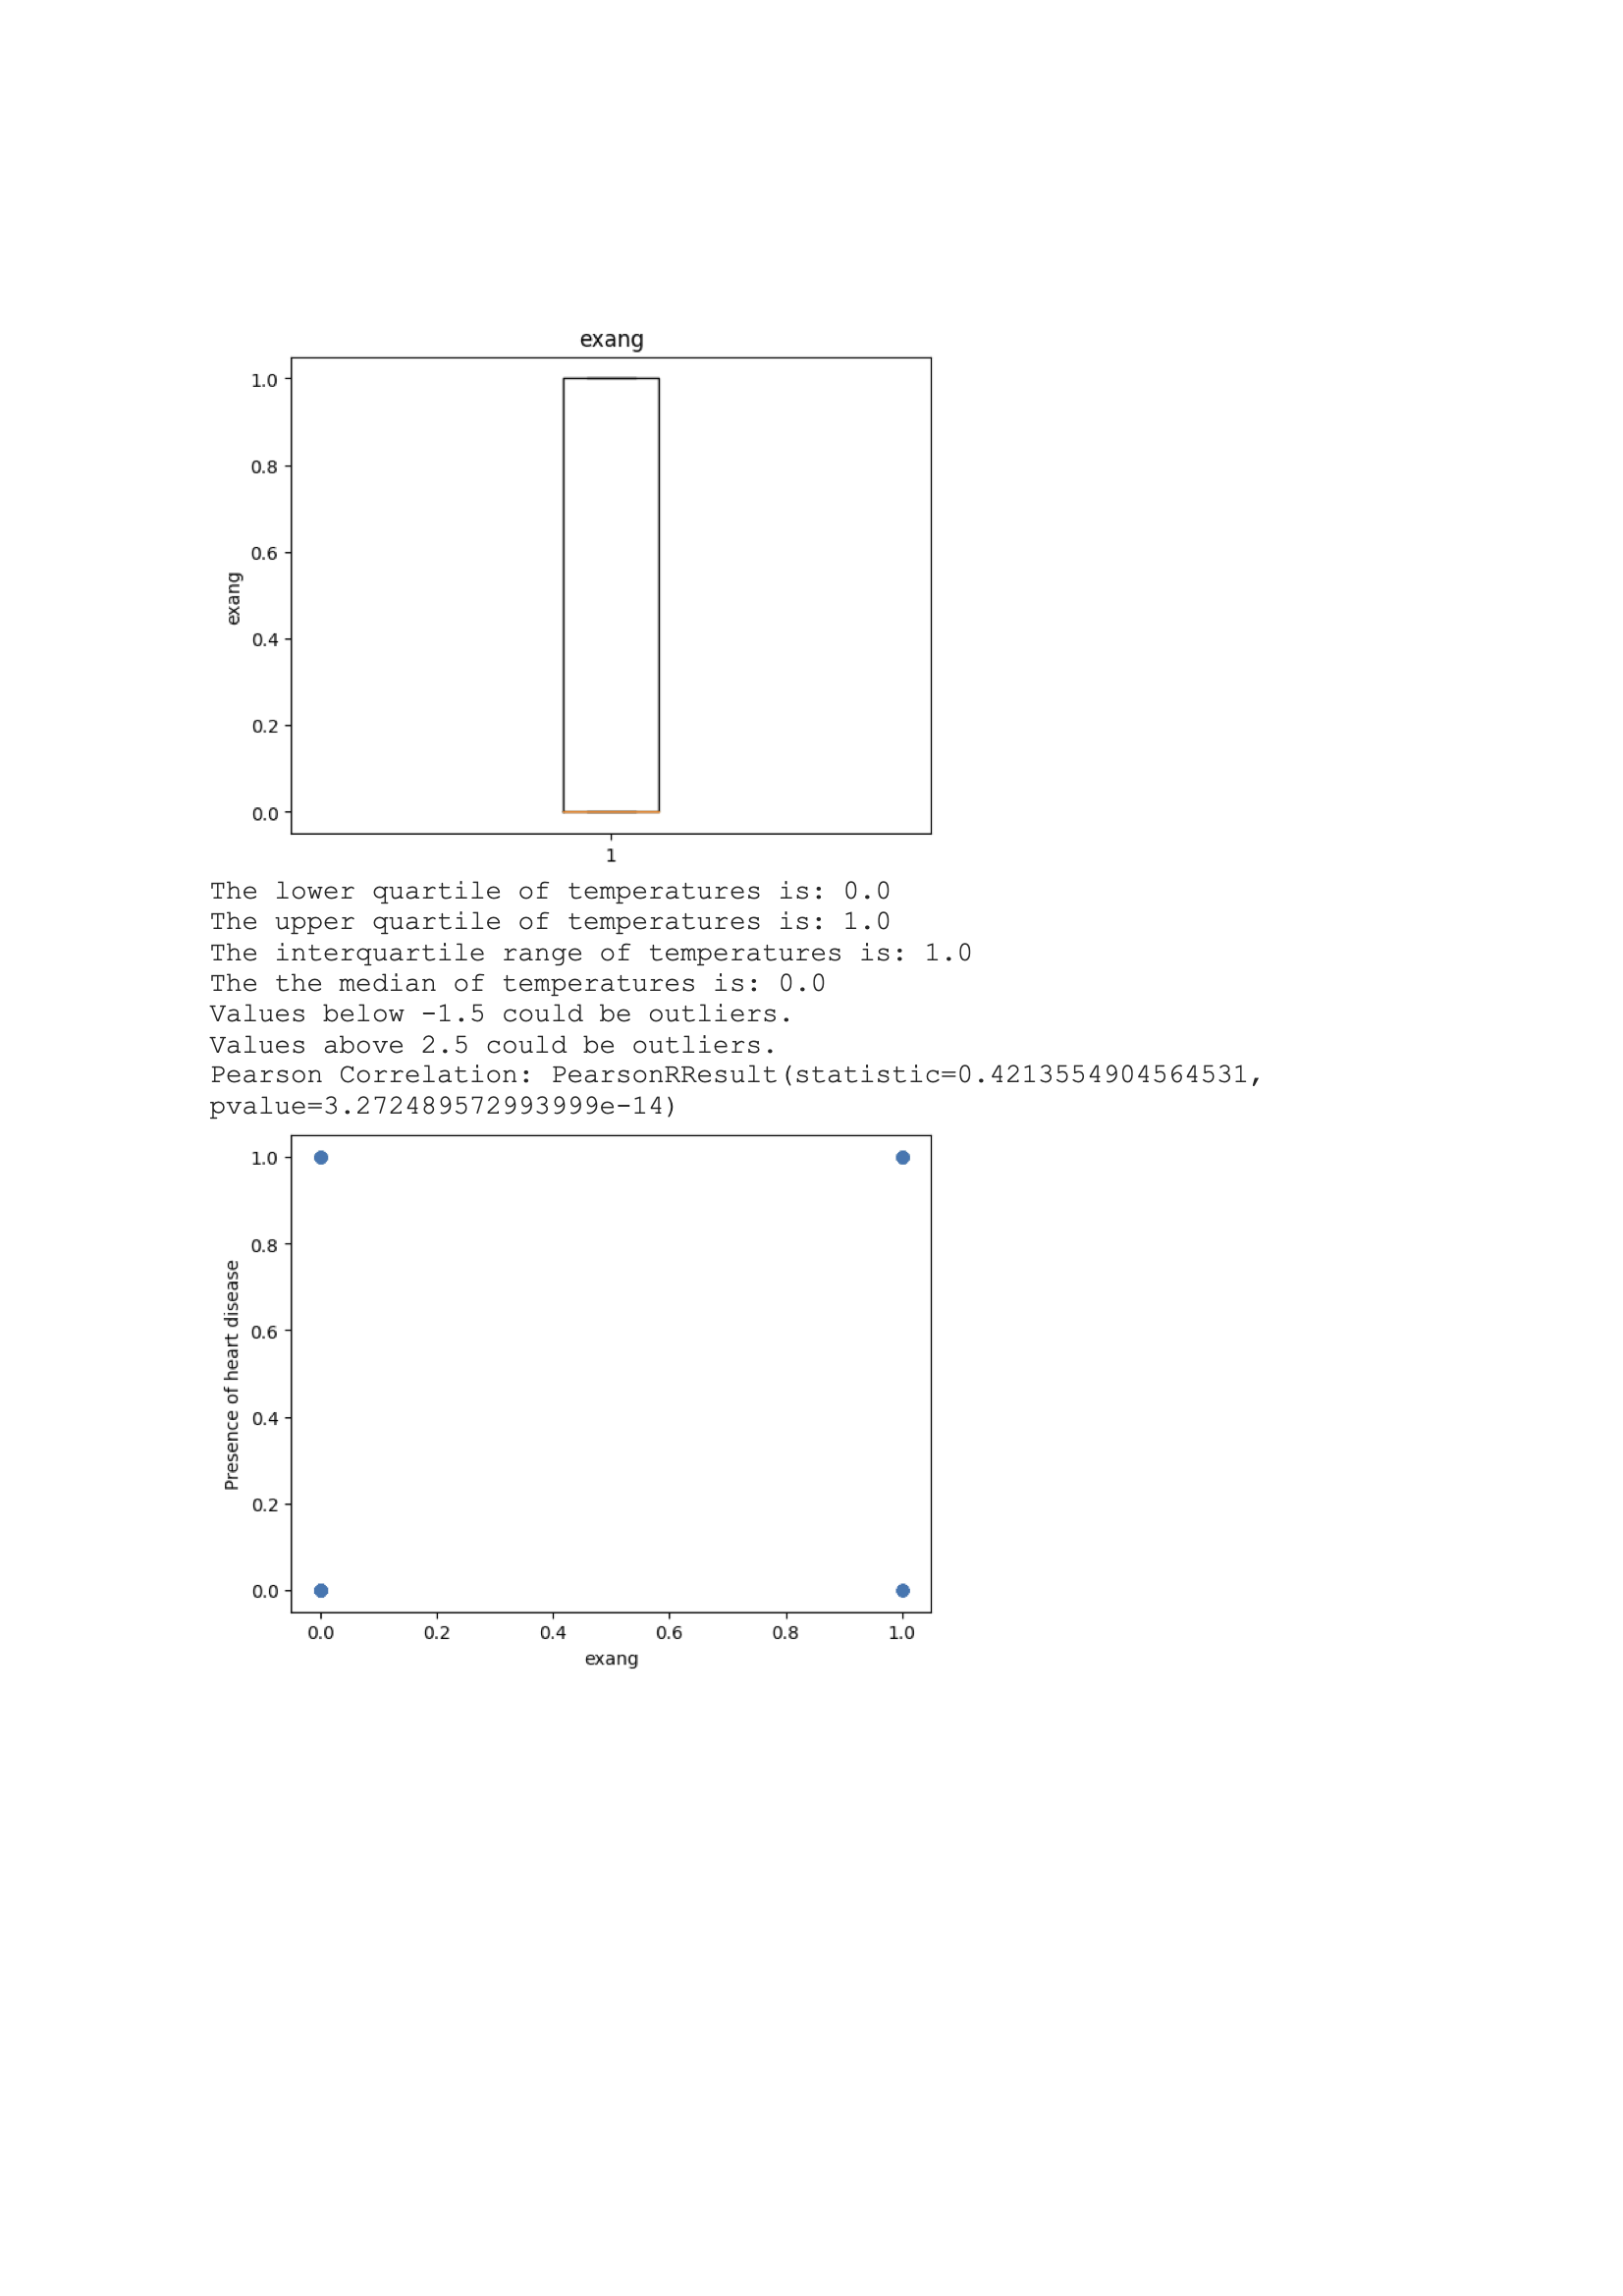 exang
1.0
0.8
0.6
0.4
0.2
0.0
exang
1
The lower quartile of temperatures is: 0.0
The upper quartile of temperatures is: 1.0
The interquartile range of temperatures is: 1.0
The the median of temperatures is: 0.0
Values below -1.5 could be outliers.
Values above 2.5 could be outliers.
Pearson Correlation: PearsonRResult(statistic=0.4213554904564531,
pvalue=3.272489572993999e-14)
1.0
0.8
0.6
0.4
0.2
0.0
Presence of heart disease
0.0 0.2 0.4 0.6 0.8 1.0
exang